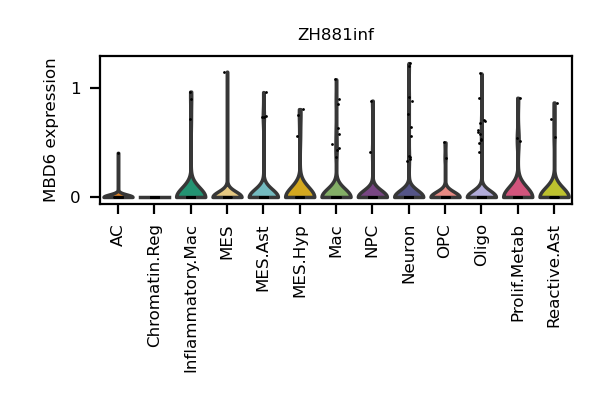 ZH881inf
MBD6 expression
1
0
AC
Chromatin.Reg
Inflammatory.Mac
MES
MES.Ast
MES.Hyp
Mac
NPC
Neuron
OPC
Oligo
Prolif.Metab
Reactive.Ast